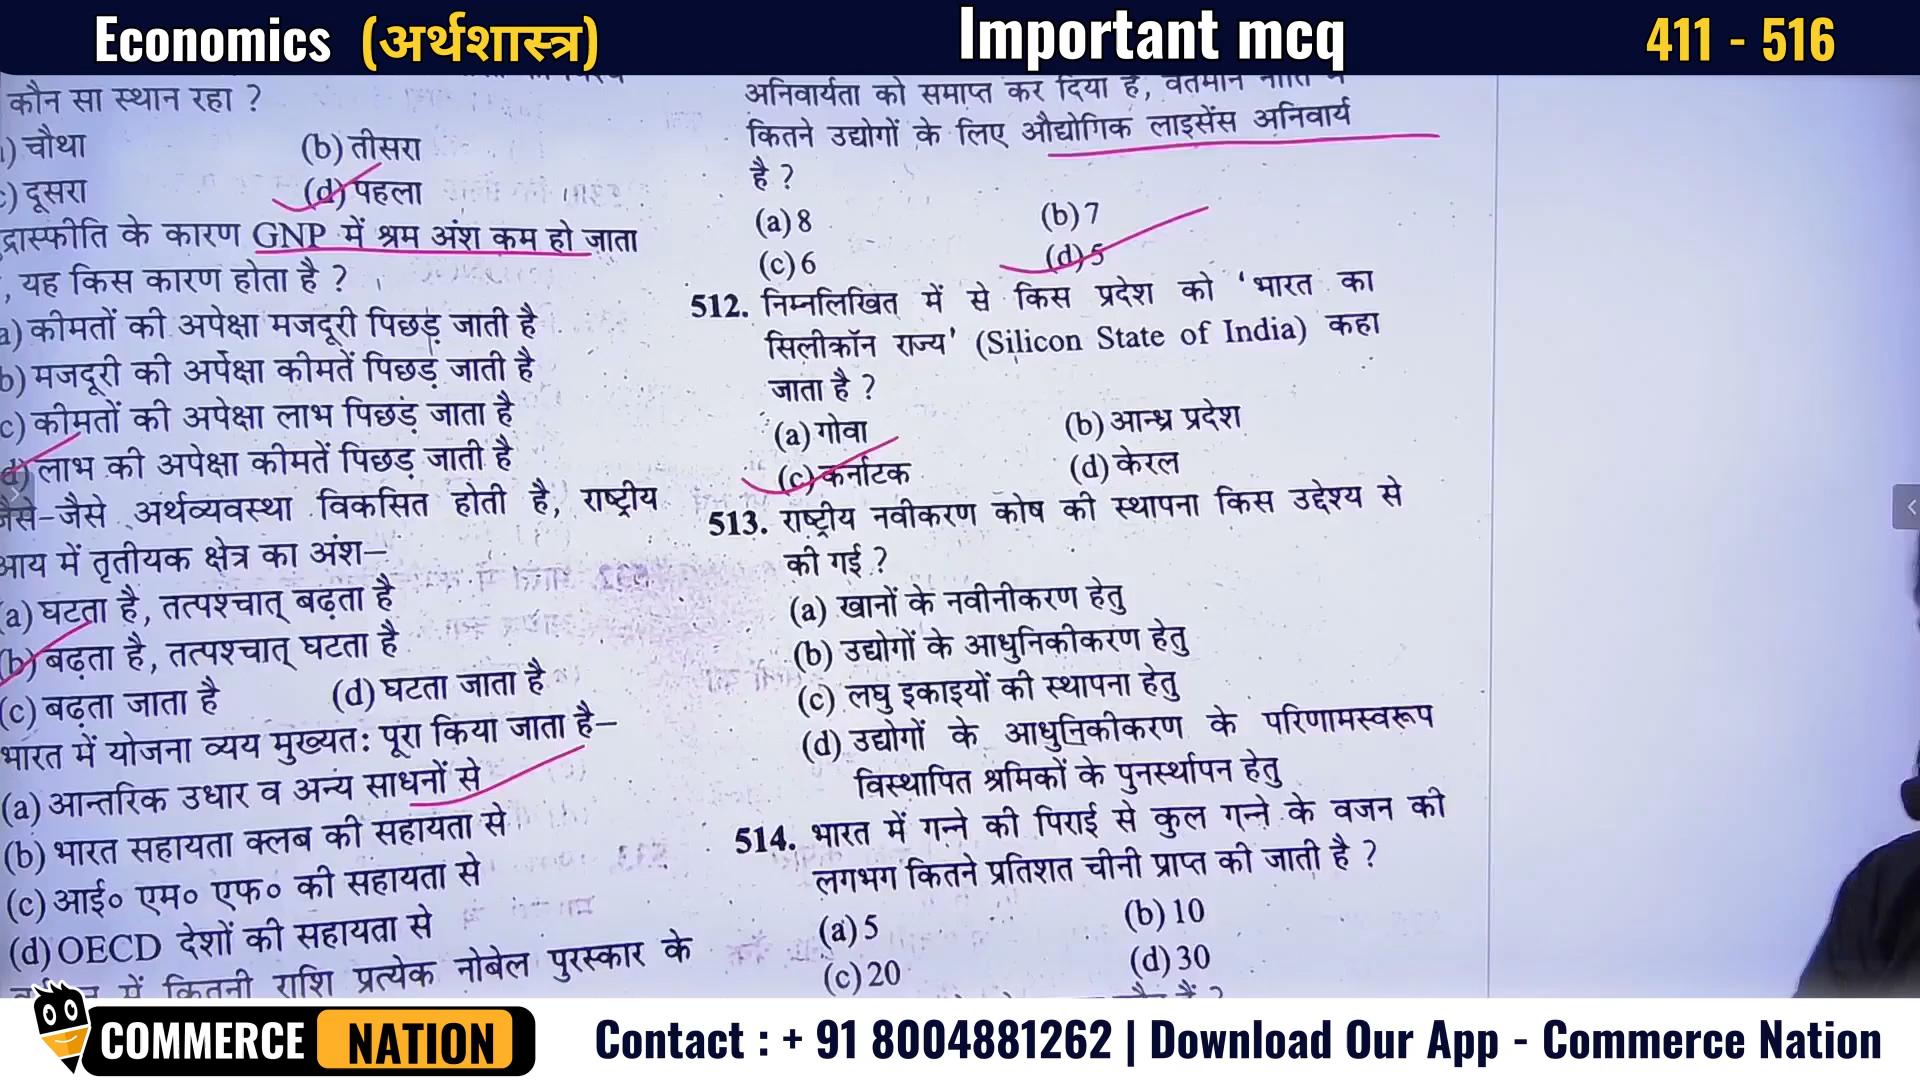 Economics (अर्थशास्त्र)
Important mcq
411 - 516
कौन सा स्थान रहा ?
चौथा
(b) तीसरा
दूसरा
(d) पहला
के कारण GNP में श्रम अंश कम हो जाता
, यह किस कारण होता है ?
a) कीमतों की अपेक्षा मजदूरी पिछड़ जाती है
b) मजदूरी की अपेक्षा कीमतें पिछड़ जाती है
c) कीमतों की अपेक्षा लाभ पिछड़ जाता है
d) लाभ की अपेक्षा कीमतें पिछड़ जाती है
जैसे-जैसे अर्थव्यवस्था विकसित होती है, राष्ट्रीय
आय में तृतीयक क्षेत्र का अंश–
(a) घटता है, तत्पश्चात् बढ़ता है
(b) बढ़ता है, तत्पश्चात् घटता है
(c) बढ़ता जाता है
(d) घटता जाता है
भारत में योजना व्यय मुख्यतः पूरा किया जाता है–
(a) आन्तरिक उधार व अन्य साधनों से
(b) भारत सहायता क्लब की सहायता से
(c) आई० एम० एफ० की सहायता से
(d) OECD देशों की सहायता से
में कितनी राशि प्रत्येक नोबेल पुरस्कार के
अनिवार्यता को समाप्त कर दिया है, वर्तमान नीति में
कितने उद्योगों के लिए औद्योगिक लाइसेंस अनिवार्य
है ?
(a) 8
(b) 7
(c) 6
(d) 5
512. निम्नलिखित में से किस प्रदेश को 'भारत का
सिलीकॉन राज्य' (Silicon State of India) कहा
जाता है ?
(a) गोवा
(b) आन्ध्र प्रदेश
(c) कर्नाटक
(d) केरल
513. राष्ट्रीय नवीकरण कोष की स्थापना किस उद्देश्य से
की गई ?
(a) खानों के नवीनीकरण हेतु
(b) उद्योगों के आधुनिकीकरण हेतु
(c) लघु इकाइयों की स्थापना हेतु
(d) उद्योगों के आधुनिकीकरण के परिणामस्वरूप
विस्थापित श्रमिकों के पुनर्स्थापन हेतु
514. भारत में गन्ने की पिराई से कुल गन्ने के वजन की
लगभग कितने प्रतिशत चीनी प्राप्त की जाती है ?
(a) 5
(b) 10
(c) 20
(d) 30
COMMERCE NATION
Contact : + 91 8004881262 | Download Our App - Commerce Nation